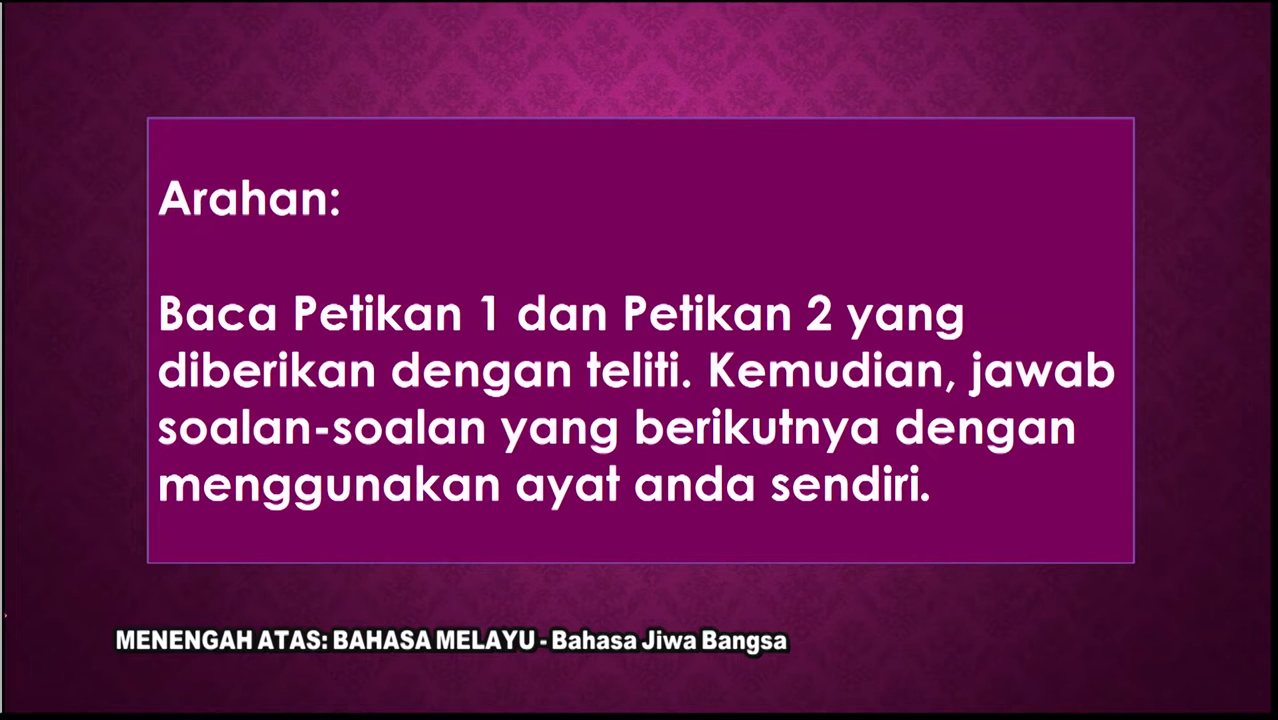 Arahan:
Baca Petikan 1 dan Petikan 2 yang
diberikan dengan teliti. Kemudian, jawab
soalan-soalan yang berikutnya dengan
menggunakan ayat anda sendiri.
MENENGAH ATAS: BAHASA MELAYU - Bahasa Jiwa Bangsa